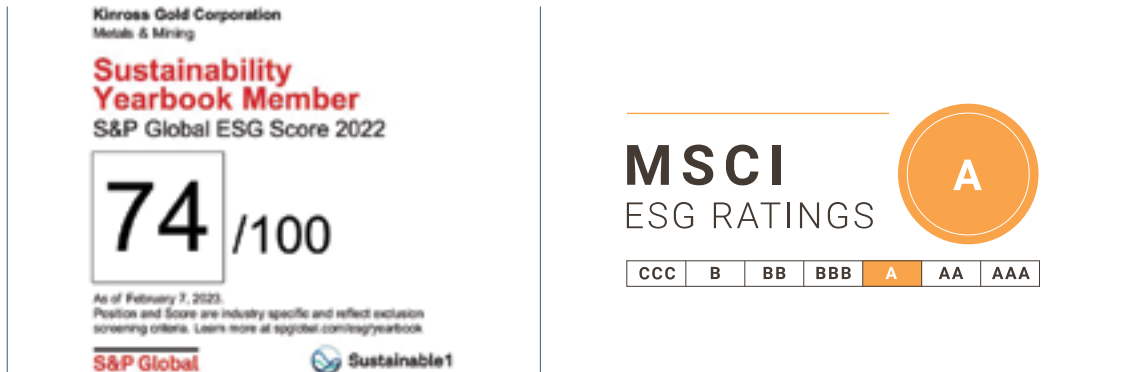 Kinross Gold Corporation
Metals & Mining
Sustainability
Yearbook Member
S&P Global ESG Score 2022
74 /100
As of February 7, 2023.
Position and Score are industry specific and reflect exclusion
screening criteria. Learn more at spglobal.com/esg/yearbook
S&P Global Sustainable1
MSCI
ESG RATINGS
A
CCC B BB BBB A AA AAA